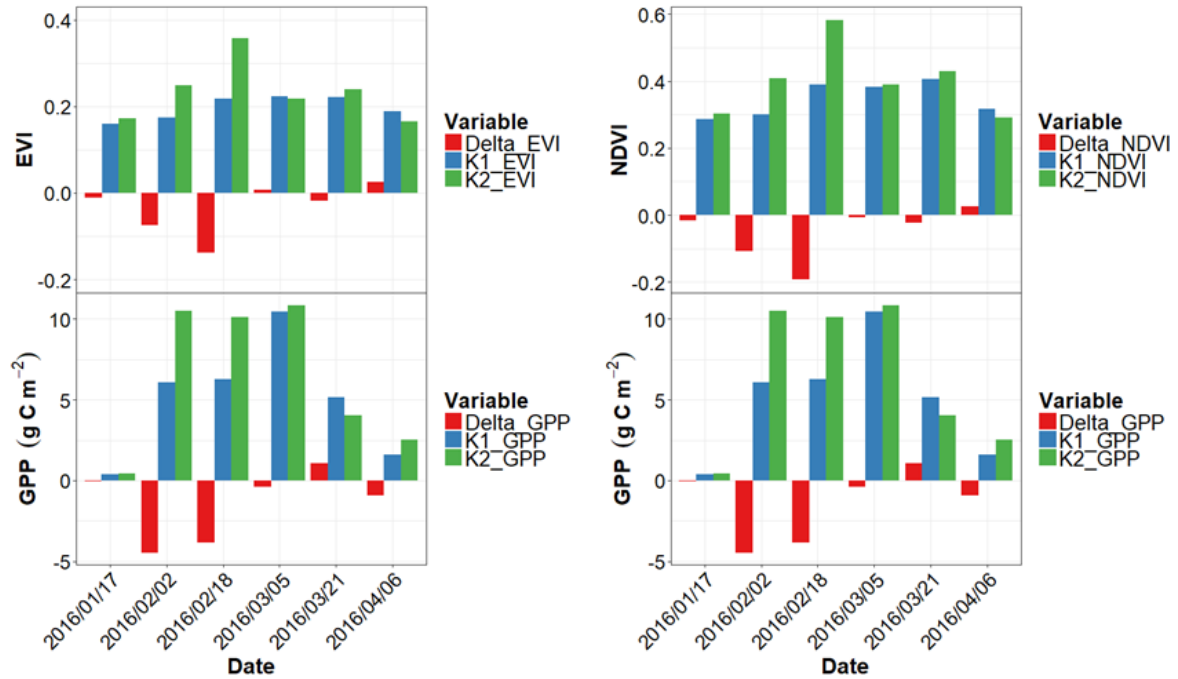 EVI
0.4
0.2
0.0
-0.2
Variable
Delta_EVI
K1_EVI
K2_EVI
GPP (g C m⁻²)
10
5
0
-5
Variable
Delta_GPP
K1_GPP
K2_GPP
2016/01/17
2016/02/02
2016/02/18
2016/03/05
2016/03/21
2016/04/06
Date
NDVI
0.6
0.4
0.2
0.0
-0.2
Variable
Delta_NDVI
K1_NDVI
K2_NDVI
GPP (g C m⁻²)
10
5
0
-5
Variable
Delta_GPP
K1_GPP
K2_GPP
2016/01/17
2016/02/02
2016/02/18
2016/03/05
2016/03/21
2016/04/06
Date